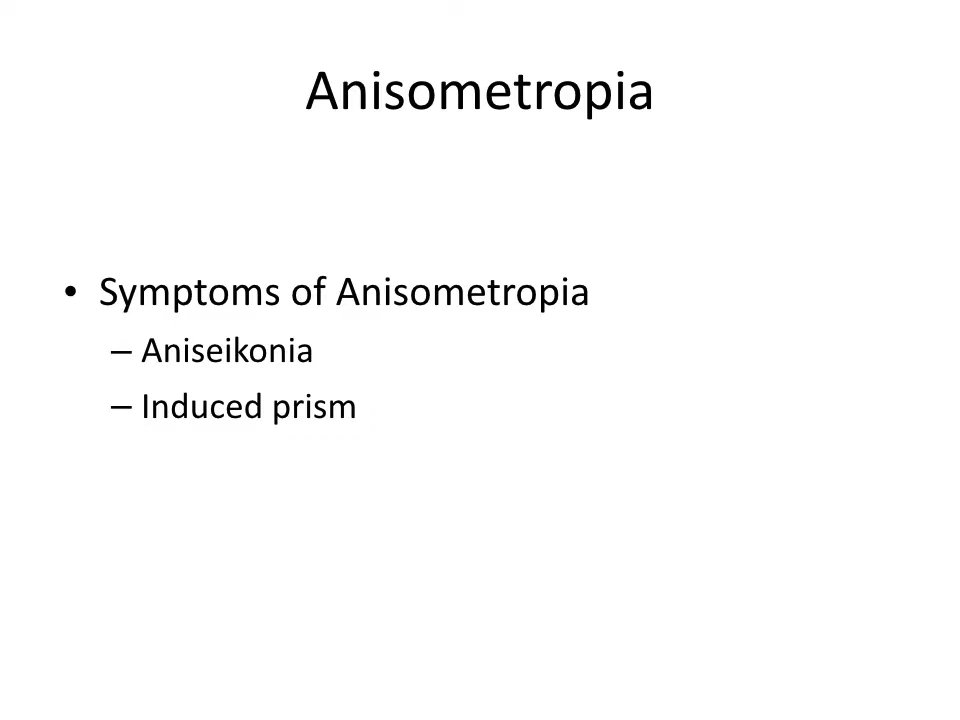 Anisometropia
• Symptoms of Anisometropia
– Aniseikonia
– Induced prism